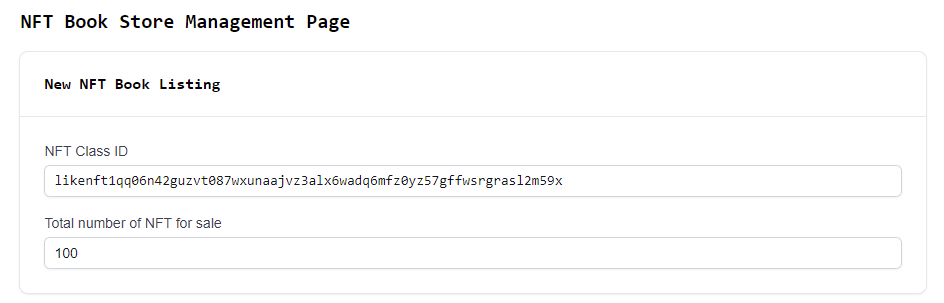 NFT Book Store Management Page
New NFT Book Listing
NFT Class ID
likenft1qq06n42guzvt087wxunaajvz3alx6wadq6mfz0yz57gffwsrgrasl2m59x
Total number of NFT for sale
100